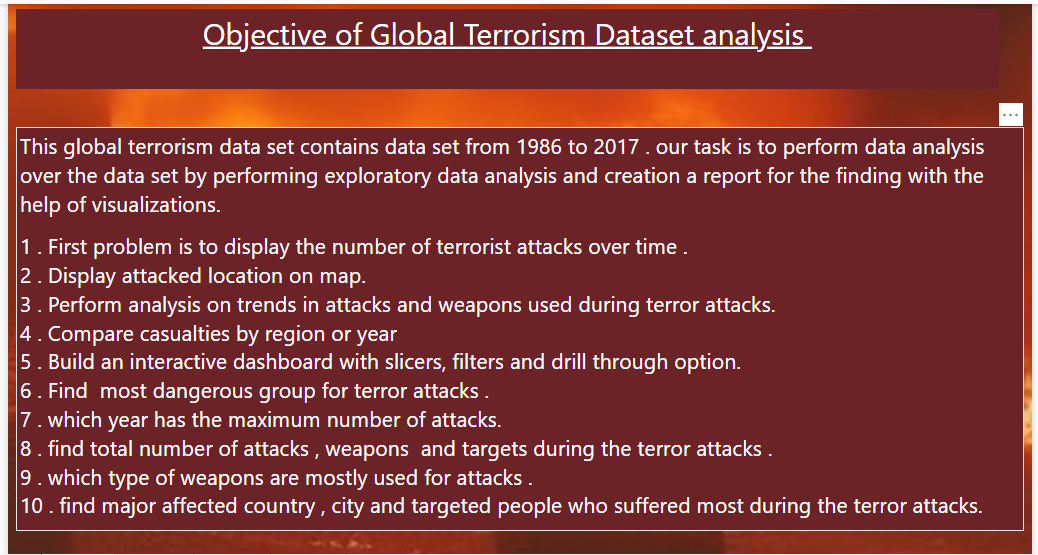 Objective of Global Terrorism Dataset analysis
This global terrorism data set contains data set from 1986 to 2017 . our task is to perform data analysis
over the data set by performing exploratory data analysis and creation a report for the finding with the
help of visualizations.
1 . First problem is to display the number of terrorist attacks over time .
2 . Display attacked location on map.
3 . Perform analysis on trends in attacks and weapons used during terror attacks.
4 . Compare casualties by region or year
5 . Build an interactive dashboard with slicers, filters and drill through option.
6 . Find  most dangerous group for terror attacks .
7 . which year has the maximum number of attacks.
8 . find total number of attacks , weapons  and targets during the terror attacks .
9 . which type of weapons are mostly used for attacks .
10 . find major affected country , city and targeted people who suffered most during the terror attacks.